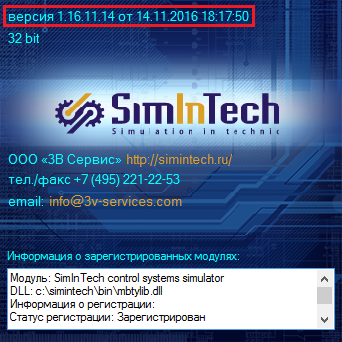 версия 1.16.11.14 от 14.11.2016 18:17:50
32 bit
SimInTech
Simulation in technic
ООО «3В Сервис» http://simintech.ru/
тел./факс +7 (495) 221-22-53
email: info@3v-services.com
Информация о зарегистрированных модулях:
Модуль: SimInTech control systems simulator
DLL: c:\simintech\bin\mbtylib.dll
Информация о регистрации:
Статус регистрации: Зарегистрирован